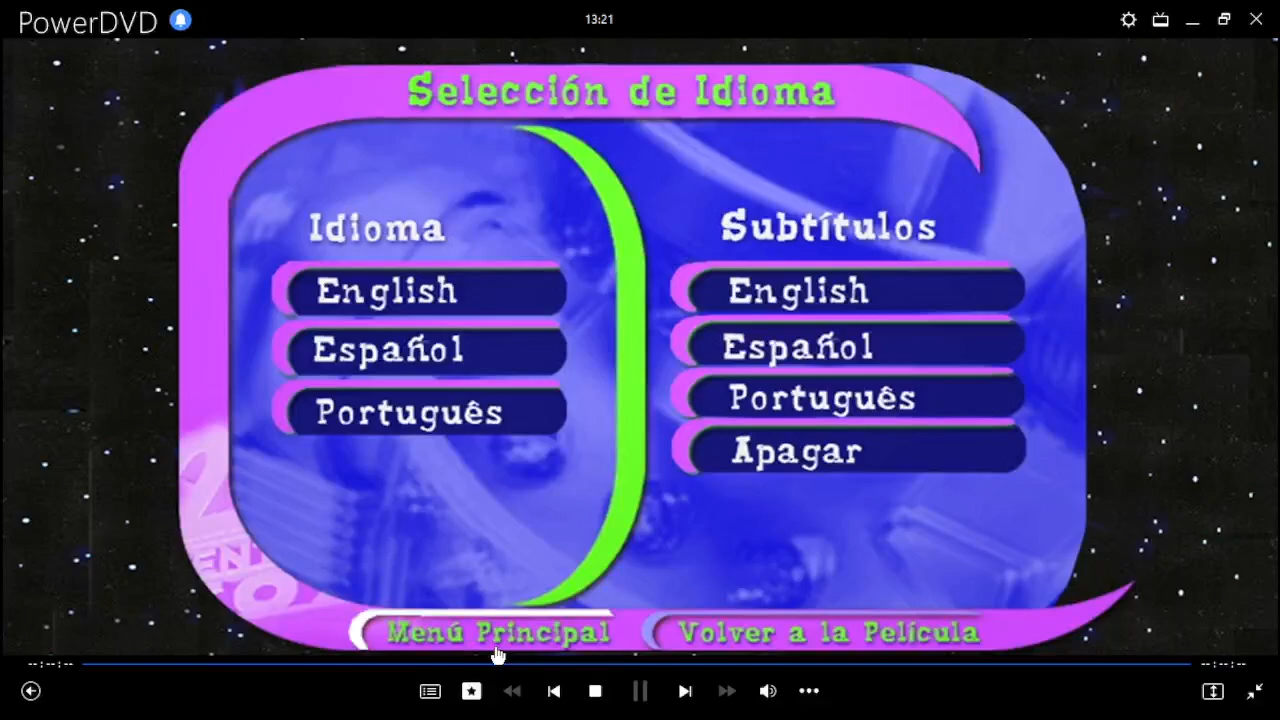 PowerDVD
13:21
Selección de Idioma
Idioma
English
Español
Português
Subtítulos
English
Español
Português
Apagar
Menú Principal
Volver a la Película
--:--:--
--:--:--